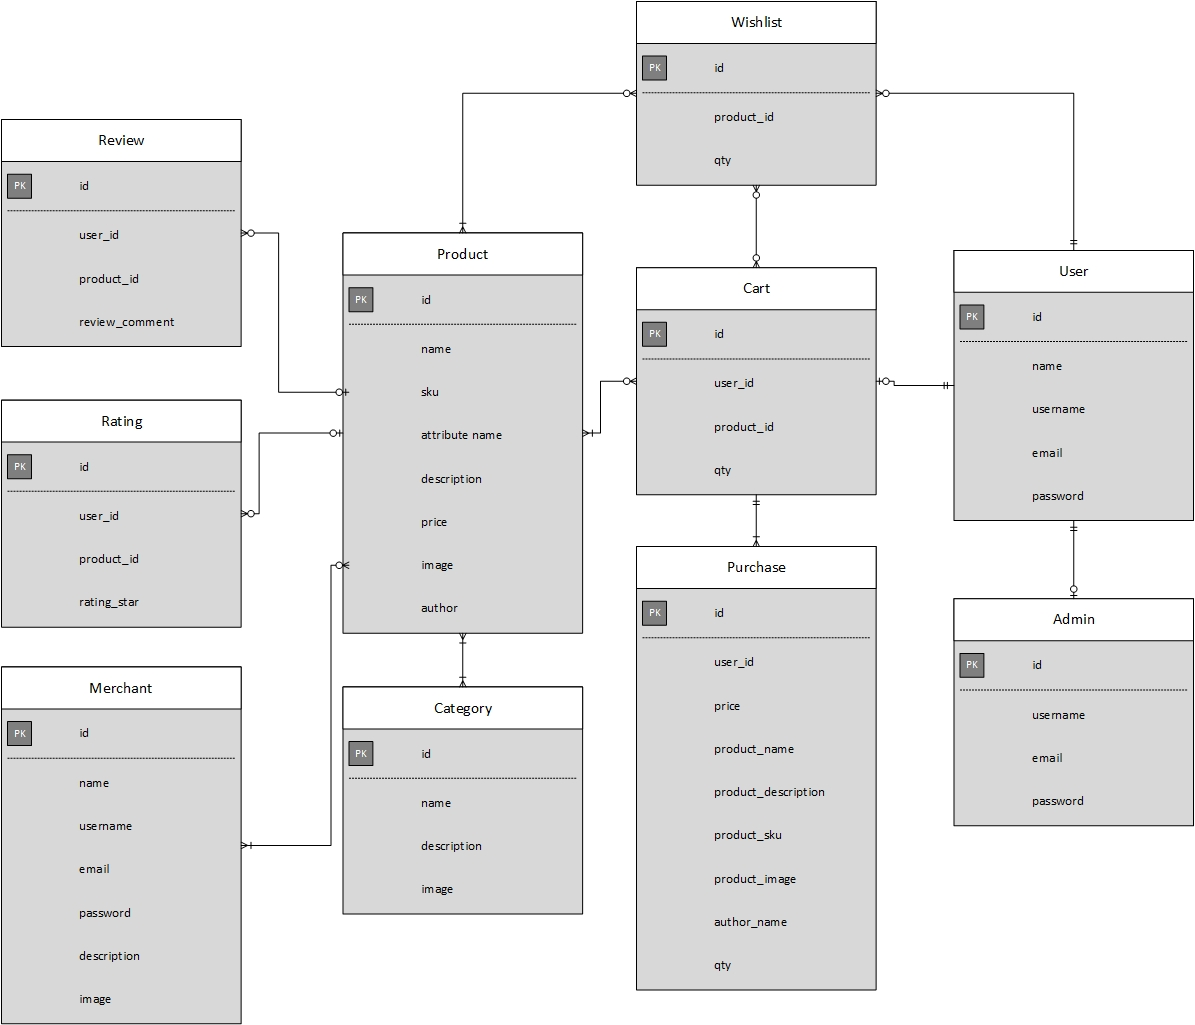 Wishlist
PK
id
product_id
qty
Review
PK
id
user_id
product_id
review_comment
Product
PK
id
name
sku
attribute name
description
price
image
author
Cart
PK
id
user_id
product_id
qty
User
PK
id
name
username
email
password
Rating
PK
id
user_id
product_id
rating_star
Purchase
PK
id
user_id
price
product_name
product_description
product_sku
product_image
author_name
qty
Admin
PK
id
username
email
password
Merchant
PK
id
name
username
email
password
description
image
Category
PK
id
name
description
image